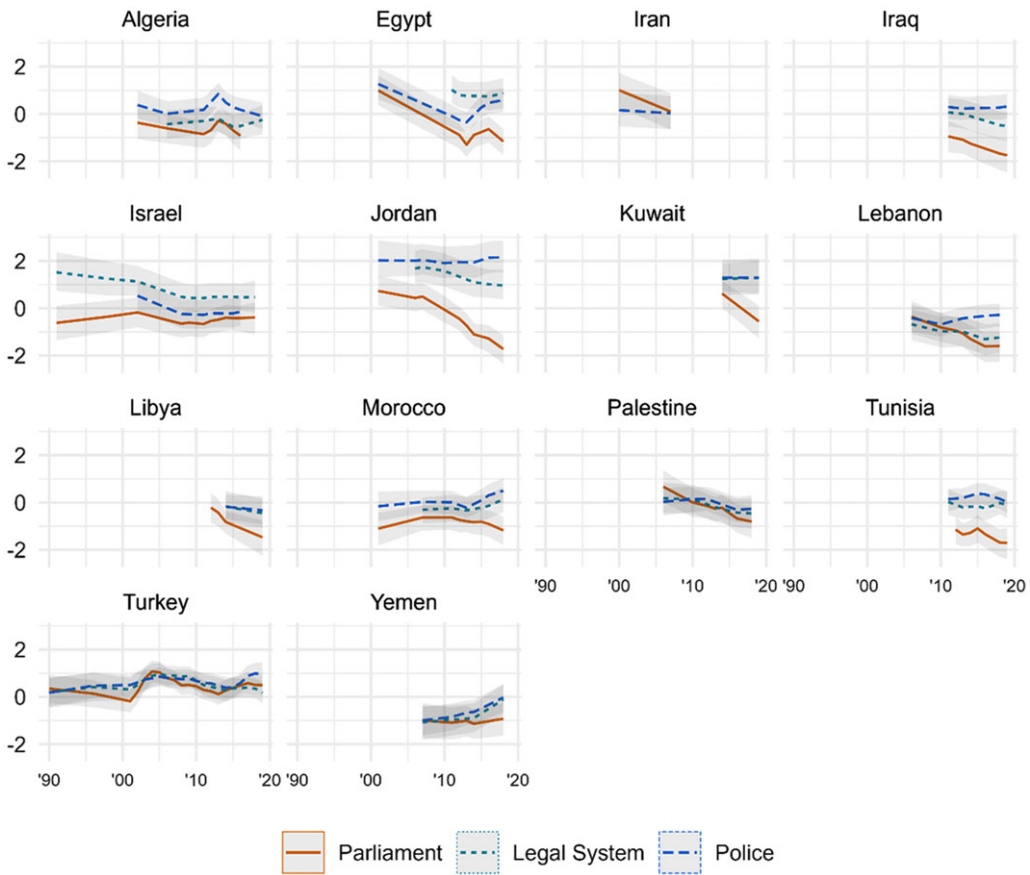 Algeria Egypt Iran Iraq
2
0
-2
Israel Jordan Kuwait Lebanon
2
0
-2
Libya Morocco Palestine Tunisia
2
0
-2
'90 '00 '10 '20 '90 '00 '10 '20
Turkey Yemen
2
0
-2
'90 '00 '10 '20 '90 '00 '10 '20
Parliament Legal System Police